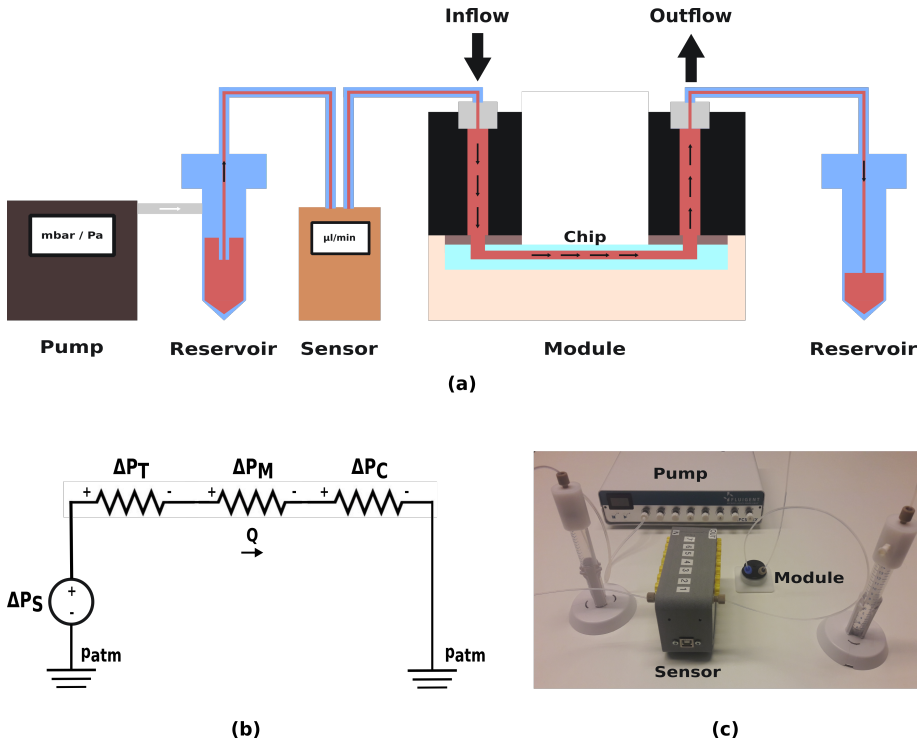 Inflow
Outflow
mbar / Pa
µl/min
Chip
Pump
Reservoir
Sensor
Module
Reservoir
(a)
ΔPT
ΔPM
ΔPC
+ - + - + -
Q
ΔPS
+
-
patm
patm
(b)
Pump
Module
Sensor
(c)